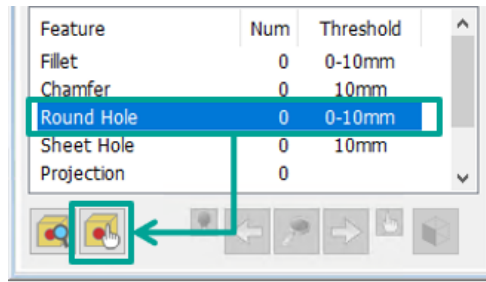 Feature Num Threshold
Fillet 0 0-10mm
Chamfer 0 10mm
Round Hole 0 0-10mm
Sheet Hole 0 10mm
Projection 0